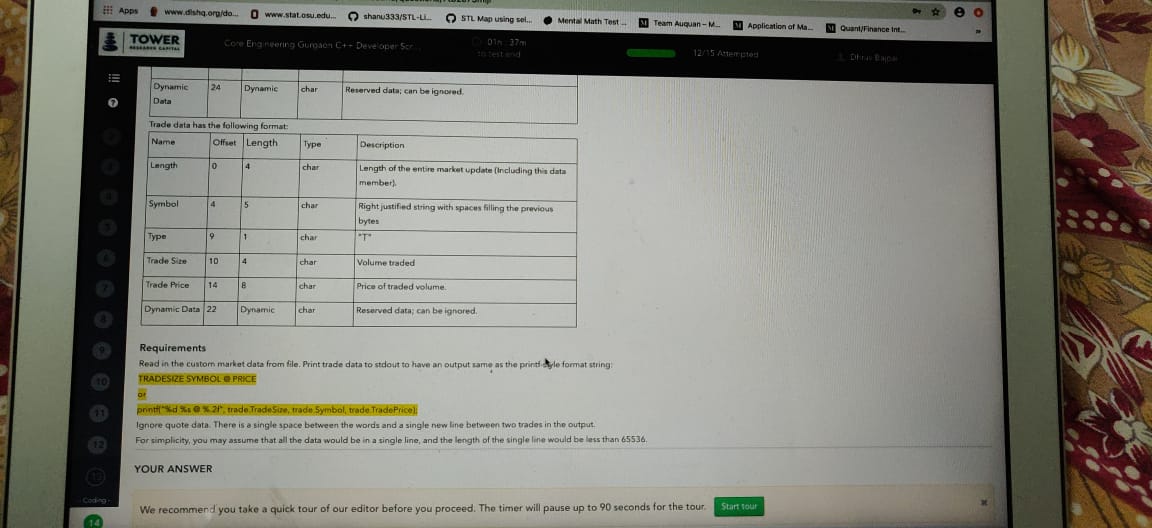 Apps www.dishq.org/do... www.stat.osu.edu... shanu333/STL-Li... STL Map using sel... Mental Math Test ... Team Auquan – M... Application of Ma... Quant/Finance Int... »
TOWER
RESEARCH CAPITAL
Core Engineering Gurgaon C++ Developer Scr...
01h : 37m
to test end
12/15 Attempted
Dynamic Data 24 Dynamic char Reserved data; can be ignored.
Trade data has the following format:
Name Offset Length Type Description
Length 0 4 char Length of the entire market update (Including this data
member).
Symbol 4 5 char Right justified string with spaces filling the previous
bytes
Type 9 1 char "T"
Trade Size 10 4 char Volume traded
Trade Price 14 8 char Price of traded volume.
Dynamic Data 22 Dynamic char Reserved data; can be ignored.
Requirements
Read in the custom market data from file. Print trade data to stdout to have an output same as the printf-style format string:
TRADESIZE SYMBOL @ PRICE
or
printf("%d %s @ %.2f", trade.TradeSize, trade.Symbol, trade.TradePrice);
Ignore quote data. There is a single space between the words and a single new line between two trades in the output.
For simplicity, you may assume that all the data would be in a single line, and the length of the single line would be less than 65536.
YOUR ANSWER
We recommend you take a quick tour of our editor before you proceed. The timer will pause up to 90 seconds for the tour. Start tour ×
6
7
8
9
10
11
12
13
- Coding -
14